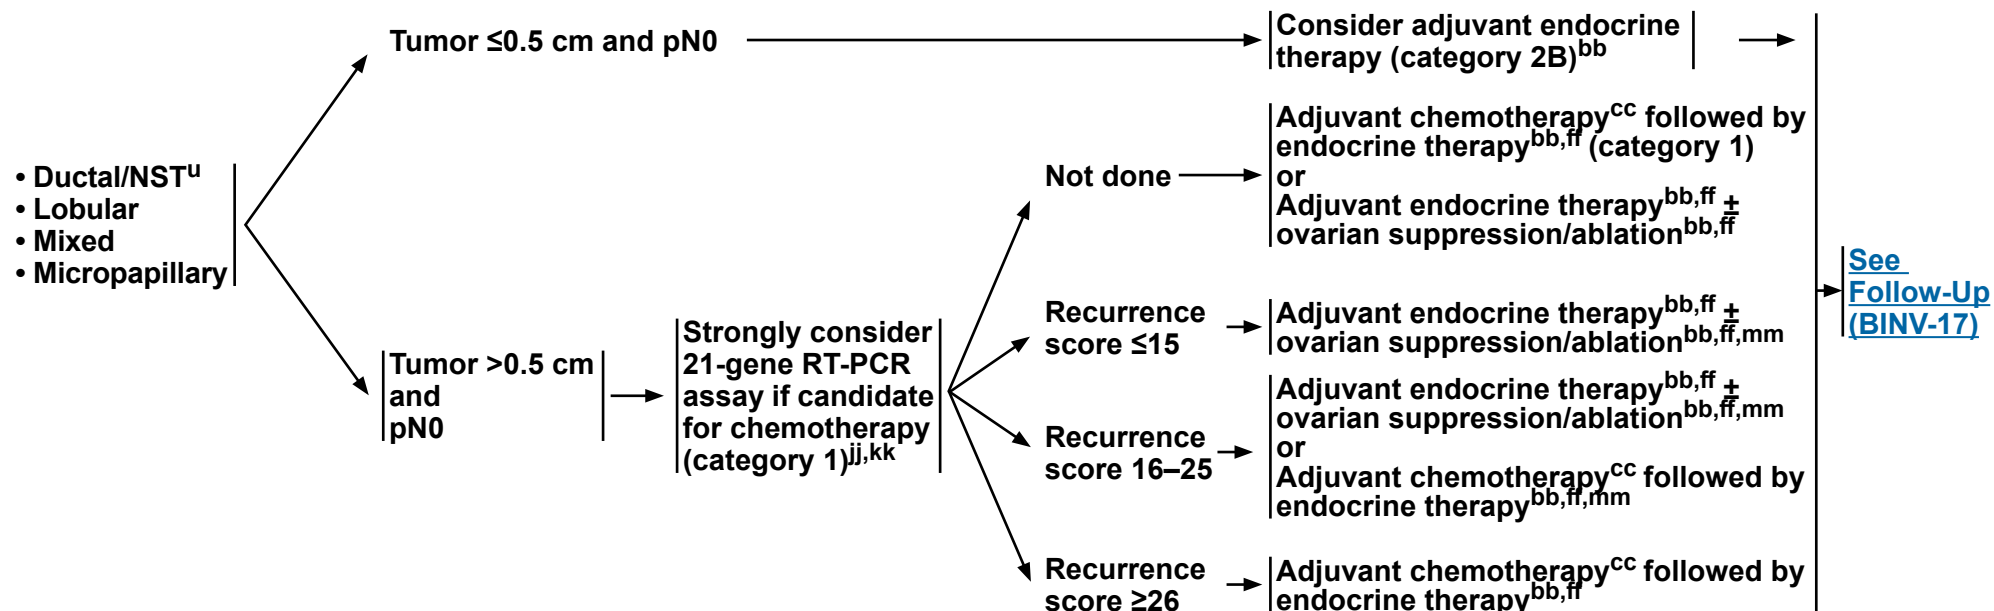 • Ductal/NSTu
• Lobular
• Mixed
• Micropapillary
Tumor ≤0.5 cm and pN0
Consider adjuvant endocrine
therapy (category 2B)bb
Tumor >0.5 cm
and
pN0
Strongly consider
21-gene RT-PCR
assay if candidate
for chemotherapy
(category 1)jj,kk
Not done
Adjuvant chemotherapycc followed by
endocrine therapybb,ff (category 1)
or
Adjuvant endocrine therapybb,ff ±
ovarian suppression/ablationbb,ff
Recurrence
score ≤15
Adjuvant endocrine therapybb,ff ±
ovarian suppression/ablationbb,ff,mm
Recurrence
score 16–25
Adjuvant endocrine therapybb,ff ±
ovarian suppression/ablationbb,ff,mm
or
Adjuvant chemotherapycc followed by
endocrine therapybb,ff,mm
Recurrence
score ≥26
Adjuvant chemotherapycc followed by
endocrine therapybb,ff
See
Follow-Up
(BINV-17)